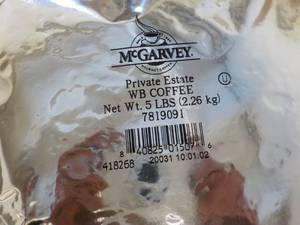 McGARVEY
Private Estate
WB COFFEE
Net Wt. 5 LBS (2.26 kg)
7819091
U
8 40825 01507 6
418268 20031 10:01:02